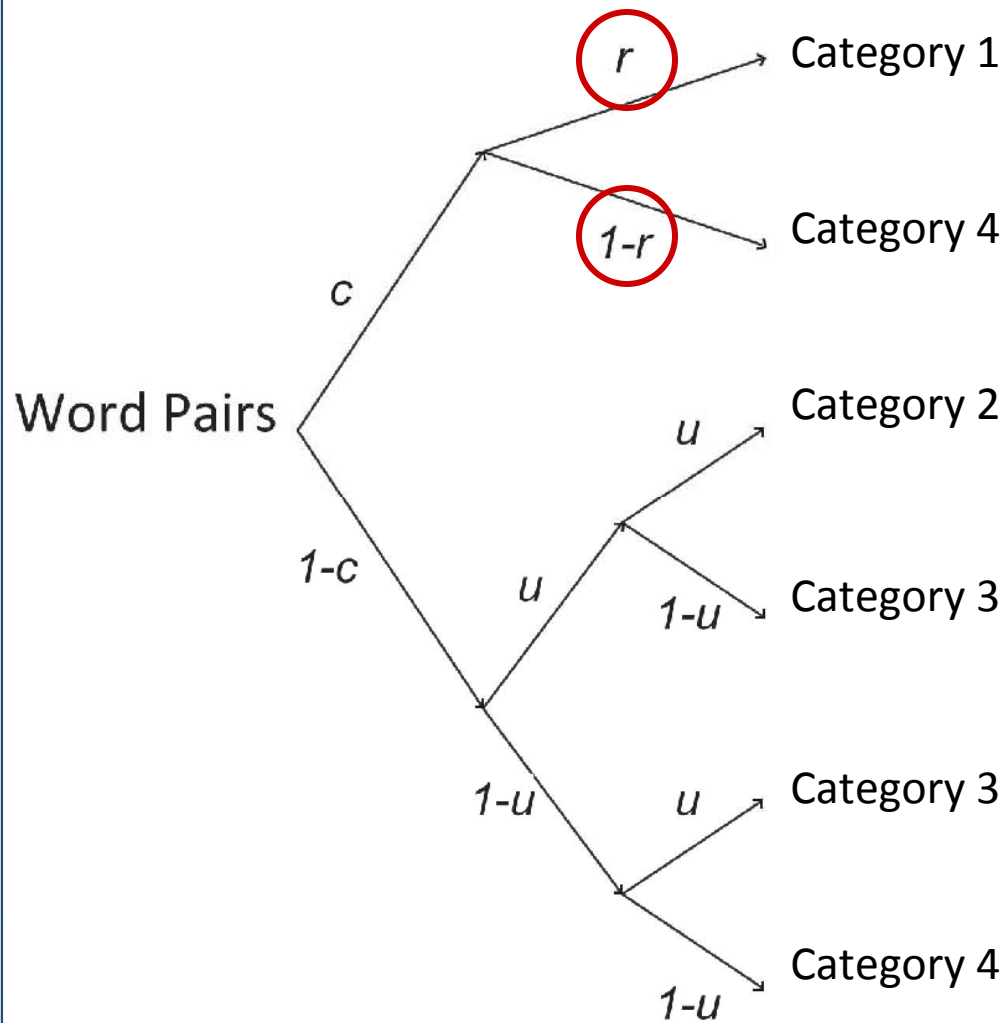 r
Category 1
Category 4
1-r
c
Word Pairs
Category 2
u
1-c
u
Category 3
1-u
Category 3
u
1-u
Category 4
1-u